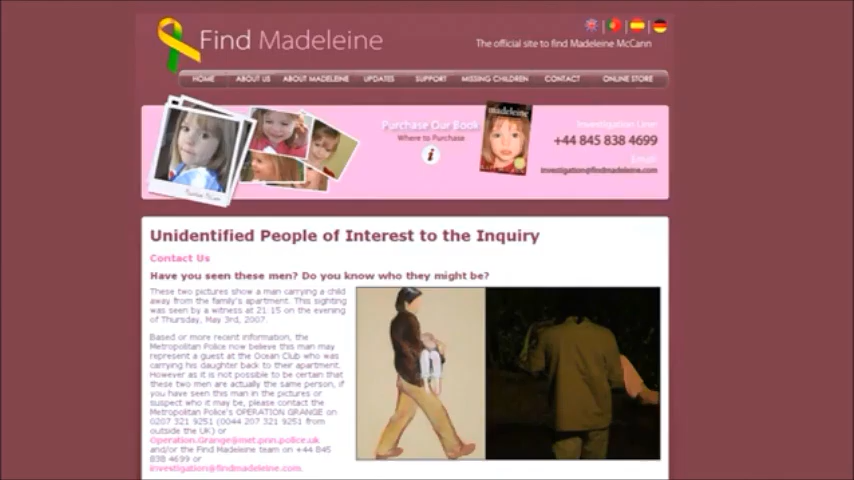 Find Madeleine
The official site to find Madeleine McCann
HOME ABOUT US ABOUT MADELEINE UPDATES SUPPORT MISSING CHILDREN CONTACT ONLINE STORE
Purchase Our Book
Where to Purchase
i
madeleine
Investigation Line:
+44 845 838 4699
Email:
investigation@findmadeleine.com
Unidentified People of Interest to the Inquiry
Contact Us
Have you seen these men? Do you know who they might be?
These two pictures show a man carrying a child
away from the family's apartment. This sighting
was seen by a witness at 21:15 on the evening
of Thursday, May 3rd, 2007.
Based or more recent information, the
Metropolitan Police now believe this man may
represent a guest at the Ocean Club who was
carrying his daughter back to their apartment.
However as it is not possible to be certain that
these two men are actually the same person, if
you have seen this man in the pictures or
suspect who it may be, please contact the
Metropolitan Police's OPERATION GRANGE on
0207 321 9251 (0044 207 321 9251 from
outside the UK) or
Operation.Grange@met.pnn.police.uk
and/or the Find Madeleine team on +44 845
838 4699 or
investigation@findmadeleine.com.